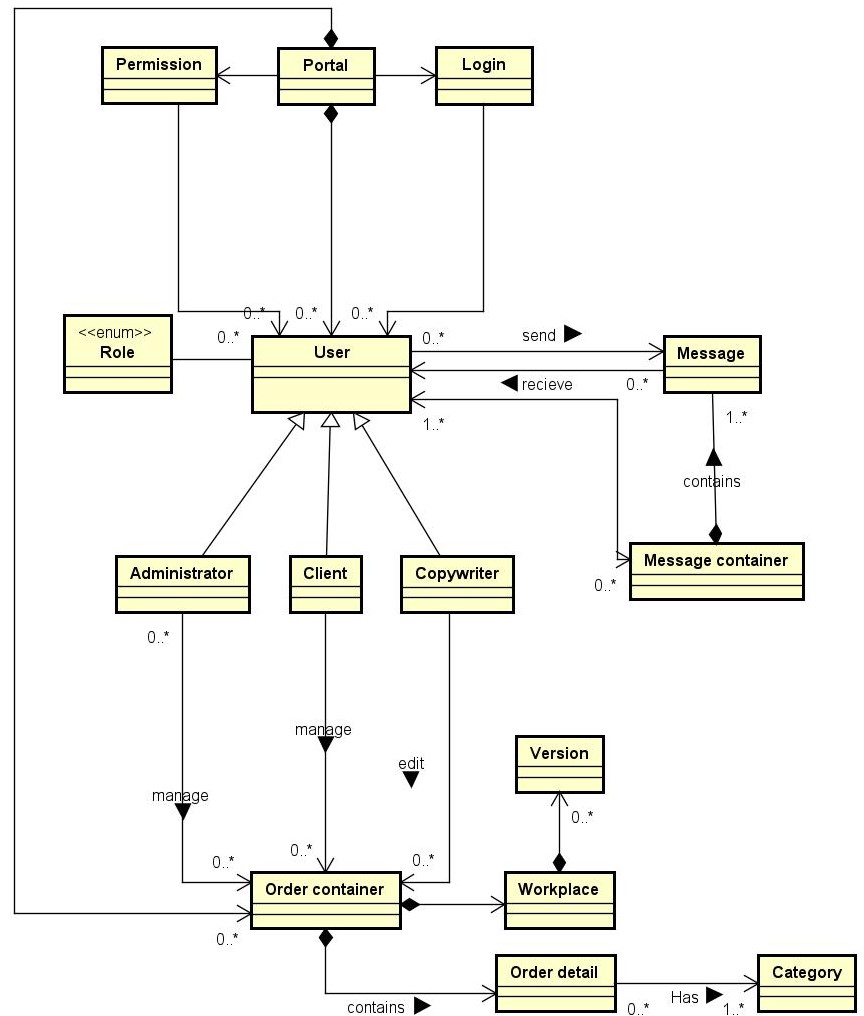 Permission
Portal
Login
0..*
0..*
0..*
<<enum>>
Role
0..*
User
0..*
send
Message
recieve
0..*
1..*
1..*
contains
Message container
0..*
Administrator
Client
Copywriter
0..*
manage
edit
manage
Version
0..*
0..*
0..*
0..*
Order container
Workplace
0..*
Order detail
Category
contains
0..*
Has
1..*